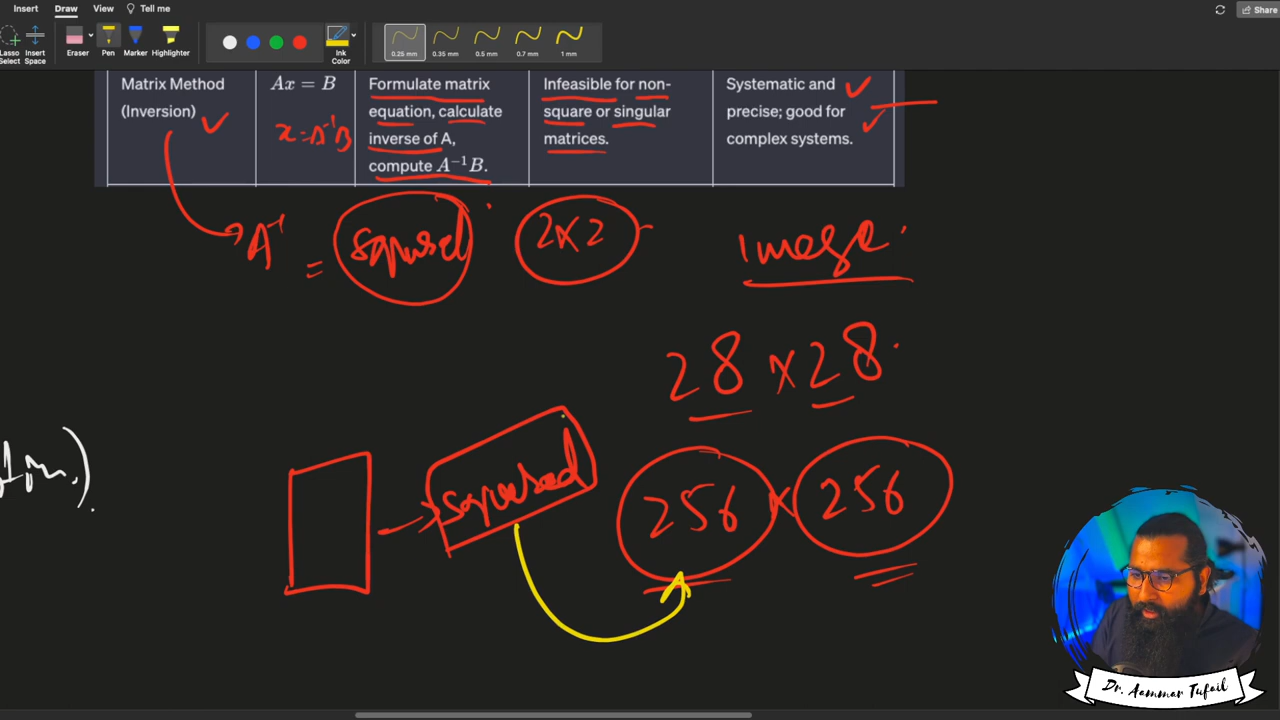 Insert Draw View Tell me
Share
Lasso Select
Insert Space
Eraser
Pen
Marker
Highlighter
Ink Color
0.25 mm
0.35 mm
0.5 mm
0.7 mm
1 mm
Matrix Method
(Inversion)
Ax = B
x = A⁻¹B
Formulate matrix
equation, calculate
inverse of A,
compute A⁻¹B.
Infeasible for non-
square or singular
matrices.
Systematic and
precise; good for
complex systems.
A⁻¹ = squared 2x2
image.
28 x 28.
squared
256 x 256
Dr. Aammar Tufail